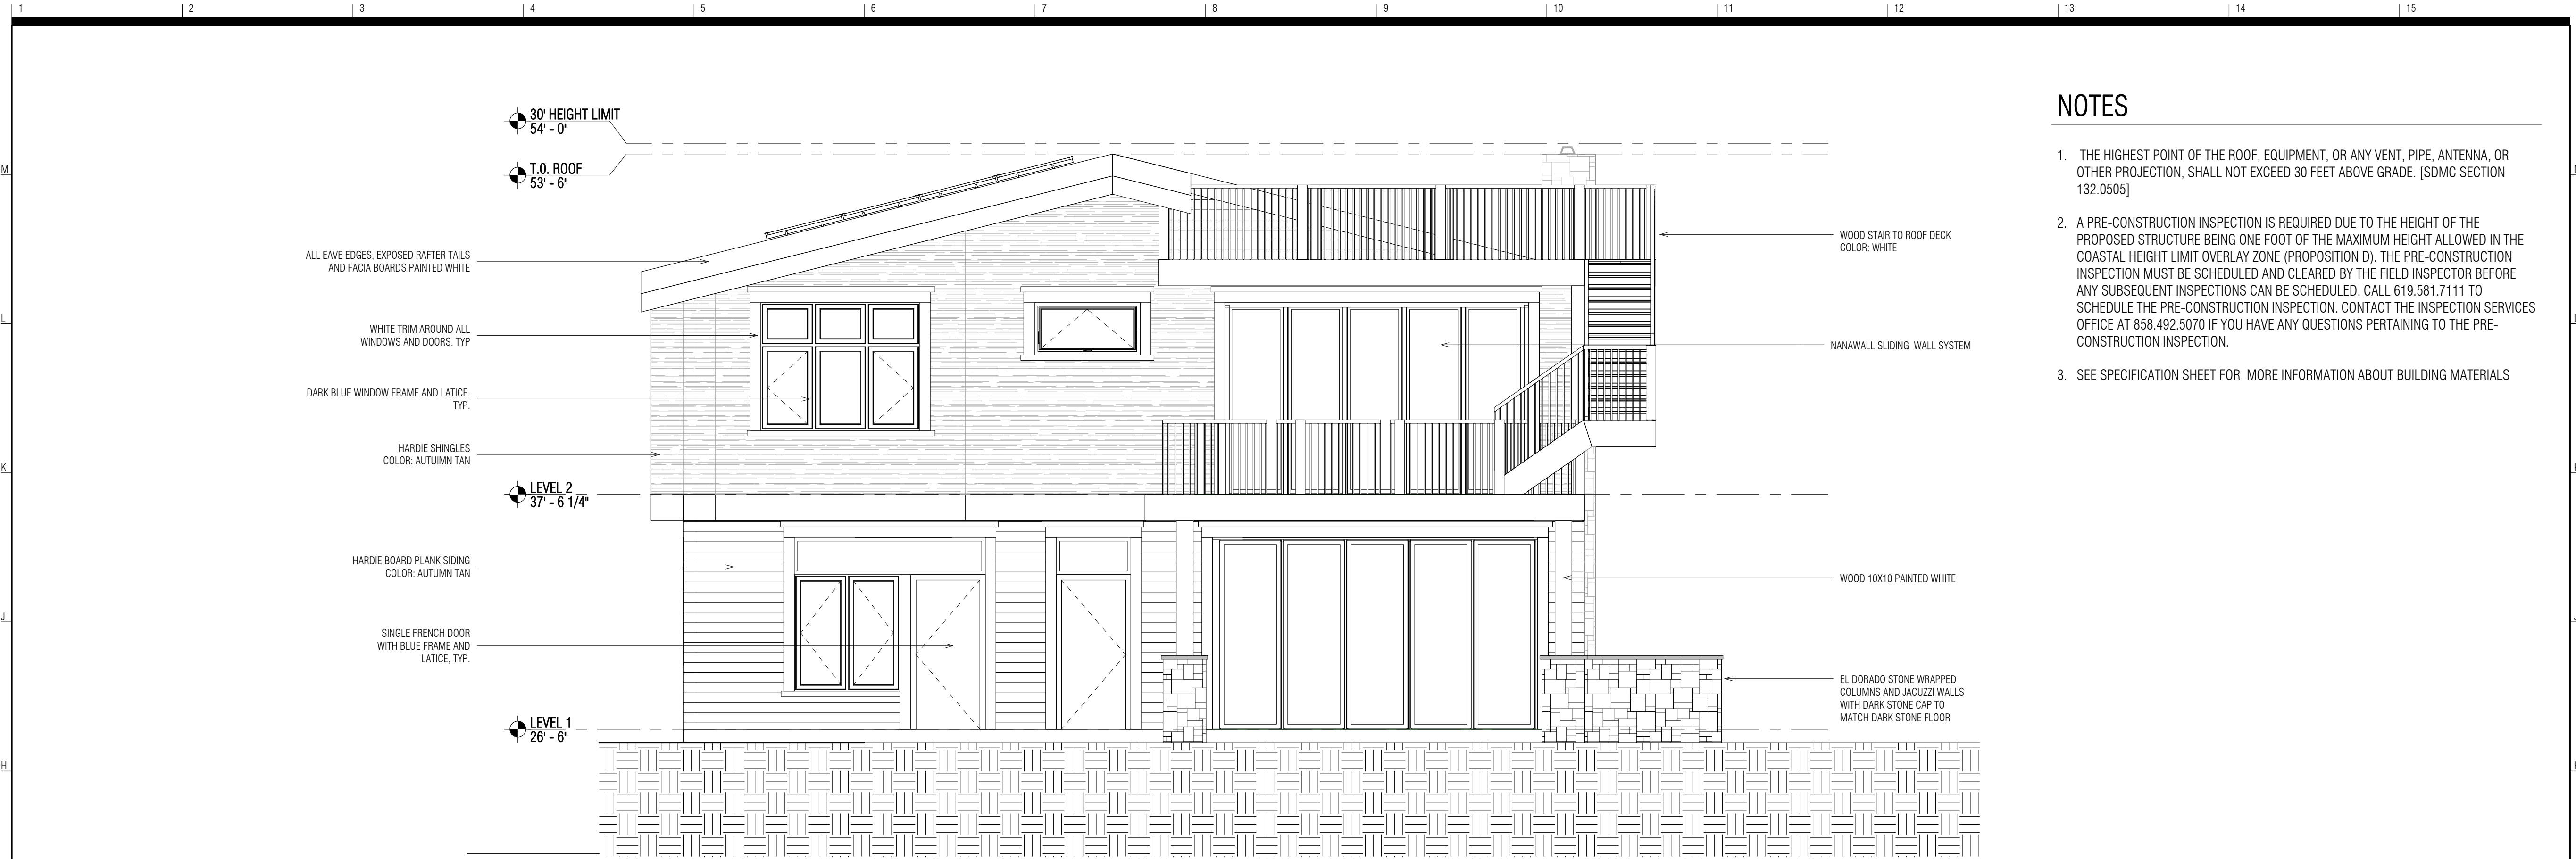 1 2 3 4 5 6 7 8 9 10 11 12 13 14 15
M
L
K
J
H
30' HEIGHT LIMIT
54' - 0"
T.O. ROOF
53' - 6"
ALL EAVE EDGES, EXPOSED RAFTER TAILS
AND FACIA BOARDS PAINTED WHITE
WHITE TRIM AROUND ALL
WINDOWS AND DOORS. TYP
DARK BLUE WINDOW FRAME AND LATICE.
TYP.
HARDIE SHINGLES
COLOR: AUTUIMN TAN
LEVEL 2
37' - 6 1/4"
HARDIE BOARD PLANK SIDING
COLOR: AUTUMN TAN
SINGLE FRENCH DOOR
WITH BLUE FRAME AND
LATICE, TYP.
LEVEL 1
26' - 6"
WOOD STAIR TO ROOF DECK
COLOR: WHITE
NANAWALL SLIDING WALL SYSTEM
WOOD 10X10 PAINTED WHITE
EL DORADO STONE WRAPPED
COLUMNS AND JACUZZI WALLS
WITH DARK STONE CAP TO
MATCH DARK STONE FLOOR
NOTES
1. THE HIGHEST POINT OF THE ROOF, EQUIPMENT, OR ANY VENT, PIPE, ANTENNA, OR
OTHER PROJECTION, SHALL NOT EXCEED 30 FEET ABOVE GRADE. [SDMC SECTION
132.0505]
2. A PRE-CONSTRUCTION INSPECTION IS REQUIRED DUE TO THE HEIGHT OF THE
PROPOSED STRUCTURE BEING ONE FOOT OF THE MAXIMUM HEIGHT ALLOWED IN THE
COASTAL HEIGHT LIMIT OVERLAY ZONE (PROPOSITION D). THE PRE-CONSTRUCTION
INSPECTION MUST BE SCHEDULED AND CLEARED BY THE FIELD INSPECTOR BEFORE
ANY SUBSEQUENT INSPECTIONS CAN BE SCHEDULED. CALL 619.581.7111 TO
SCHEDULE THE PRE-CONSTRUCTION INSPECTION. CONTACT THE INSPECTION SERVICES
OFFICE AT 858.492.5070 IF YOU HAVE ANY QUESTIONS PERTAINING TO THE PRE-
CONSTRUCTION INSPECTION.
3. SEE SPECIFICATION SHEET FOR MORE INFORMATION ABOUT BUILDING MATERIALS